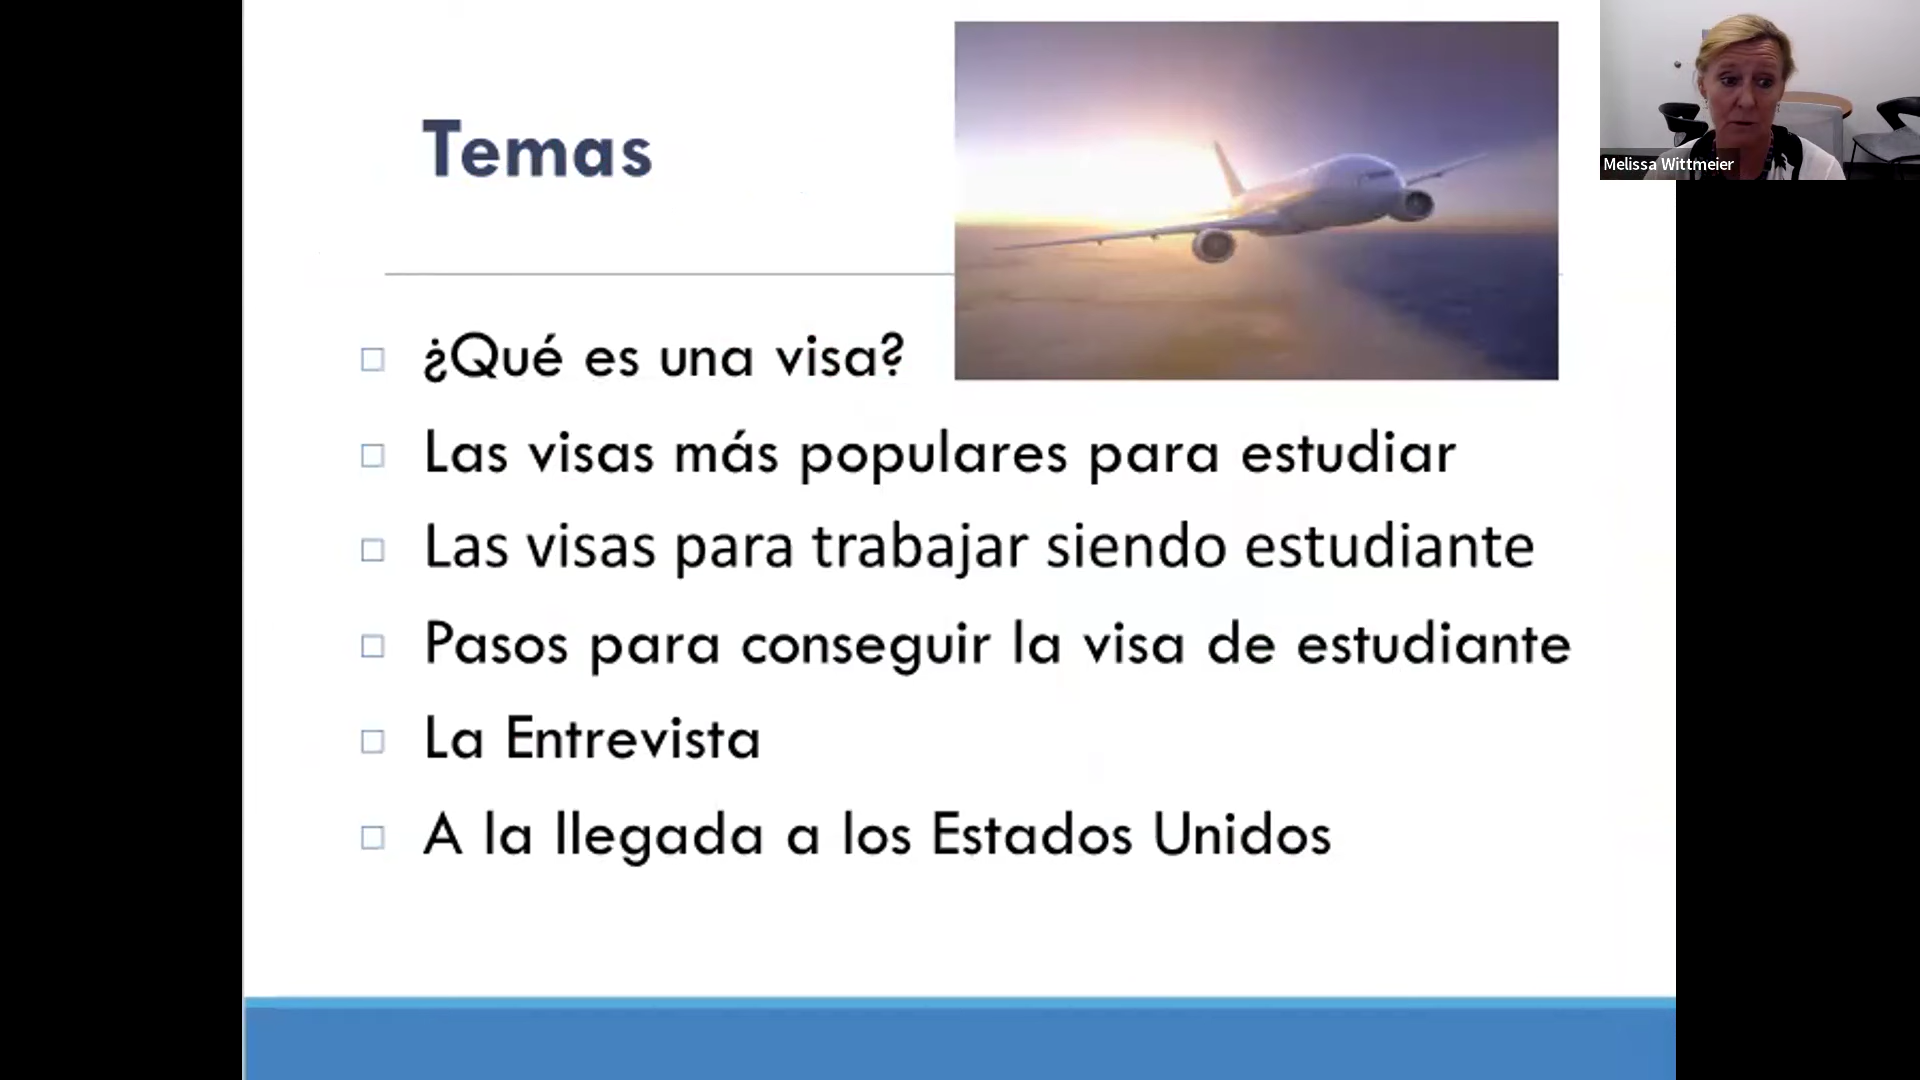 Temas
¿Qué es una visa?
Las visas más populares para estudiar
Las visas para trabajar siendo estudiante
Pasos para conseguir la visa de estudiante
La Entrevista
A la llegada a los Estados Unidos
Melissa Wittmeier